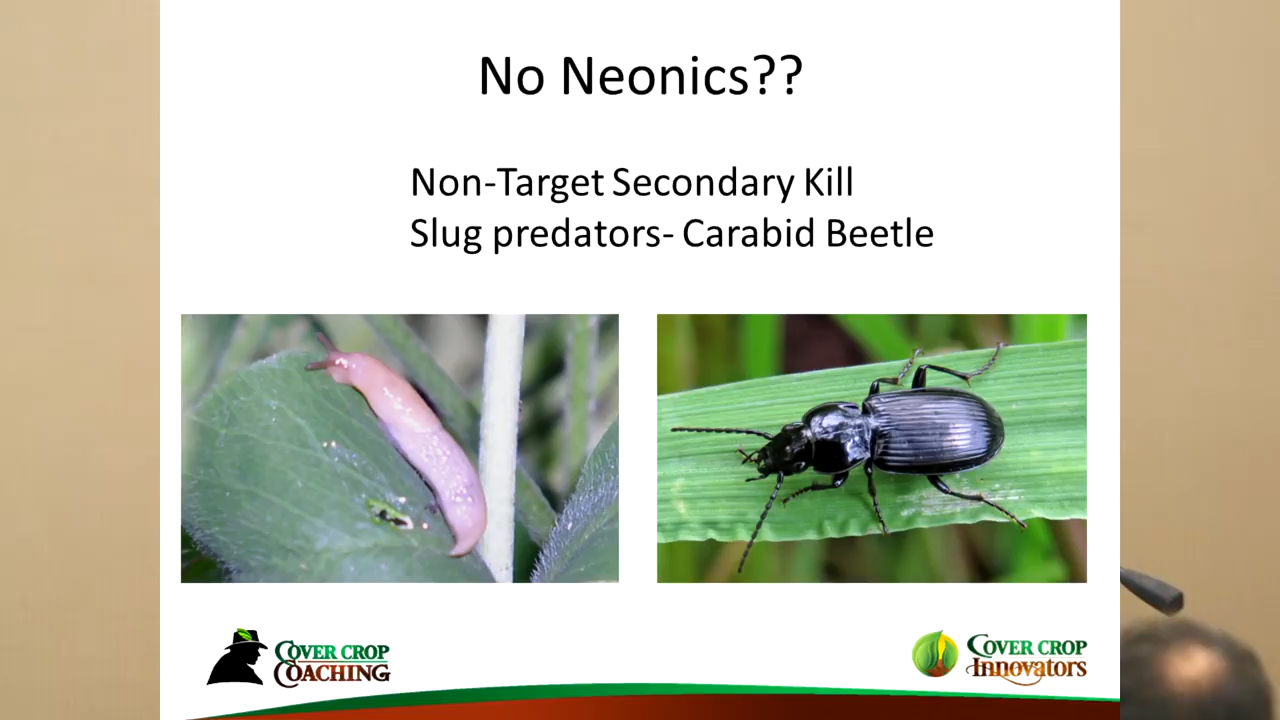 No Neonics??
Non-Target Secondary Kill
Slug predators- Carabid Beetle
COVER CROP
COACHING
COVER CROP
Innovators